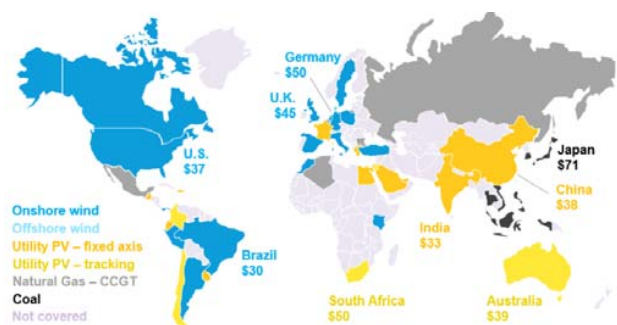 Germany
$50
U.K.
$45
U.S.
$37
Japan
$71
China
$38
India
$33
Brazil
$30
South Africa
$50
Australia
$39
Onshore wind
Offshore wind
Utility PV – fixed axis
Utility PV – tracking
Natural Gas – CCGT
Coal
Not covered